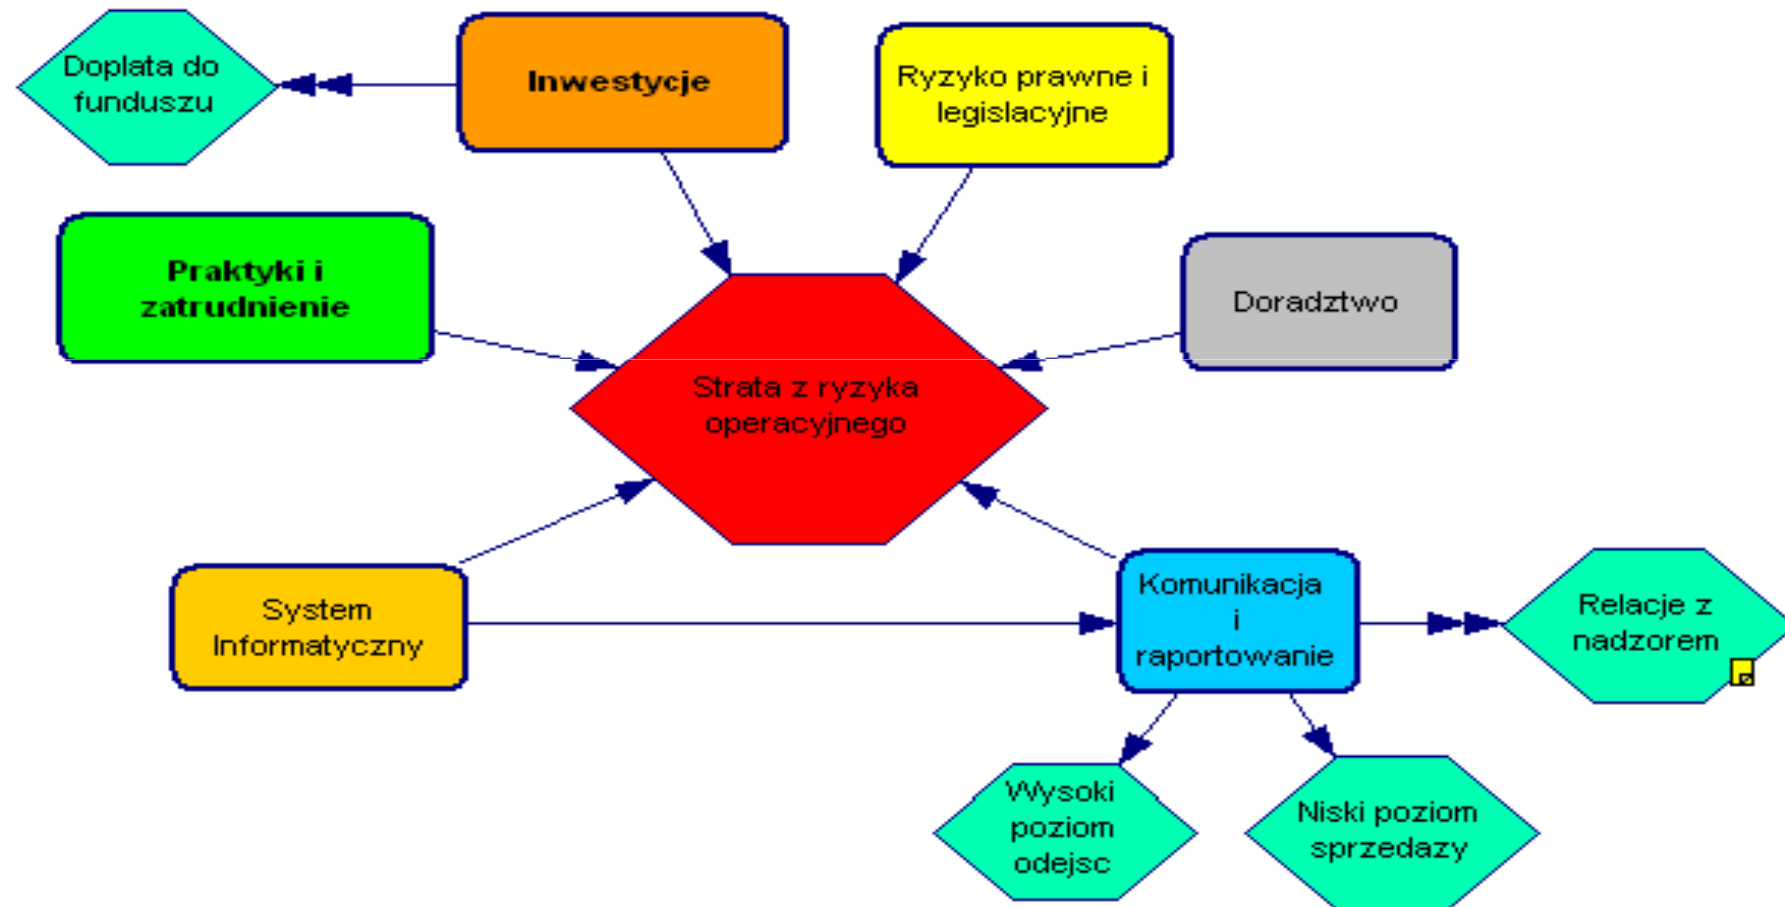 Doplata do
funduszu
Inwestycje
Ryzyko prawne i
legislacyjne
Praktyki i
zatrudnienie
Doradztwo
Strata z ryzyka
operacyjnego
System
Informatyczny
Komunikacja
i
raportowanie
Relacje z
nadzorem
Wysoki
poziom
odejsc
Niski poziom
sprzedazy